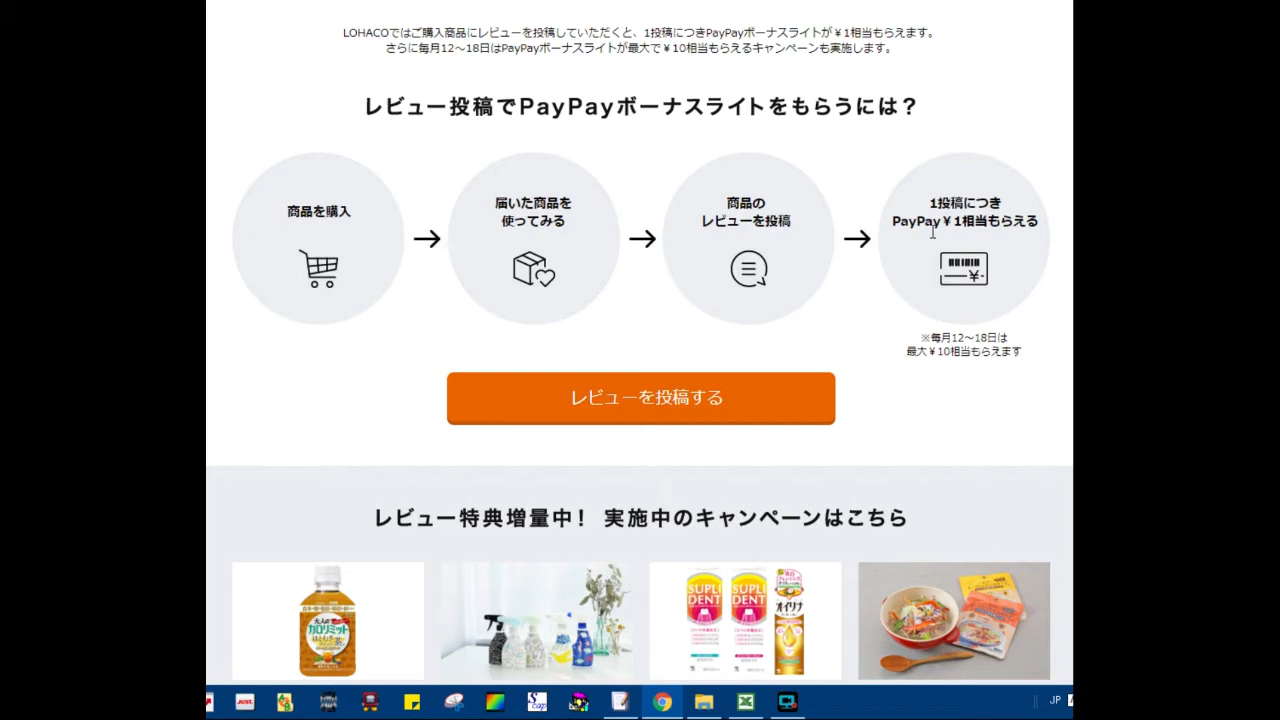 LOHACOではご購入商品にレビューを投稿していただくと、1投稿につきPayPayボーナスライトが￥1相当もらえます。
さらに毎月12～18日はPayPayボーナスライトが最大で￥10相当もらえるキャンペーンも実施します。
レビュー投稿でPayPayボーナスライトをもらうには？
商品を購入
届いた商品を
使ってみる
商品の
レビューを投稿
1投稿につき
PayPay￥1相当もらえる
※毎月12～18日は
最大￥10相当もらえます
レビューを投稿する
レビュー特典増量中！ 実施中のキャンペーンはこちら
大人の
カロリミット
はとむぎ
SUPLI
DENT
SUPLI
DENT
オイリナ
JUST.
S cap
JP